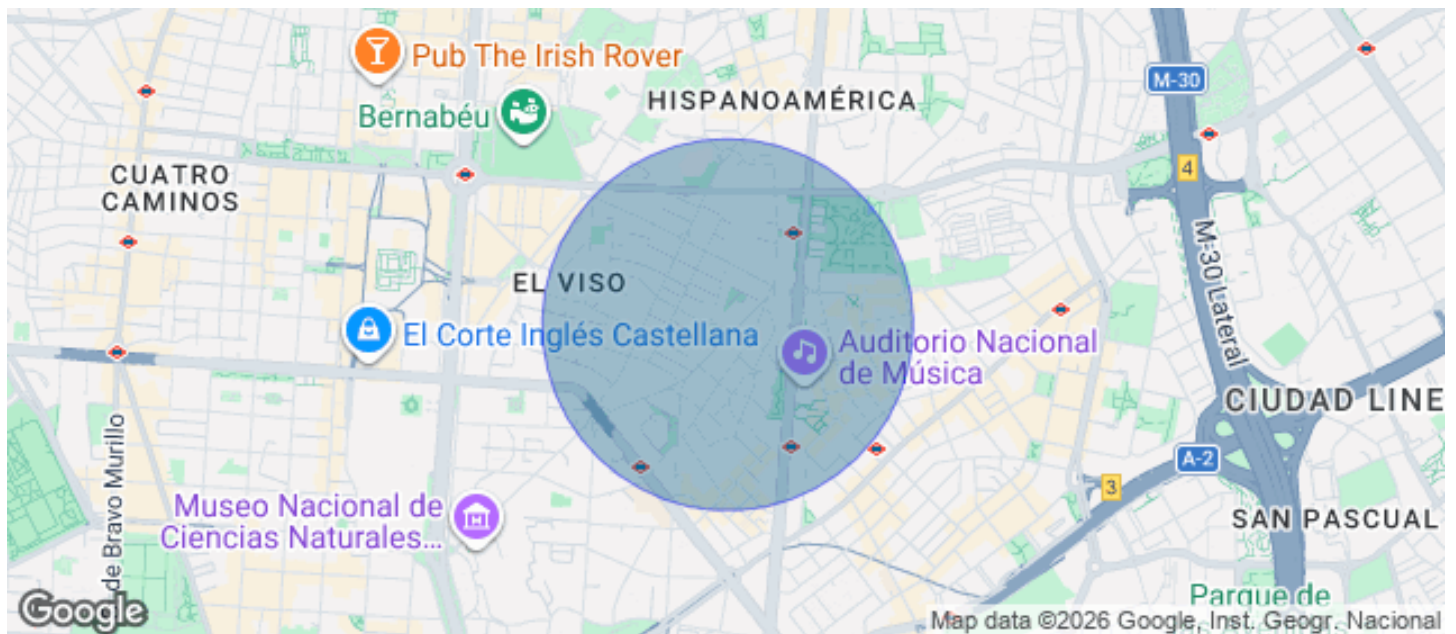 Pub The Irish Rover
HISPANOAMÉRICA
M-30
Bernabéu
4
CUATRO
CAMINOS
M-30 Lateral
EL VISO
El Corte Inglés Castellana
Auditorio Nacional
de Música
CIUDAD LINE
de Bravo Murillo
A-2
3
Museo Nacional de
Ciencias Naturales...
SAN PASCUAL
Parque de
Google
Map data ©2026 Google, Inst. Geogr. Nacional